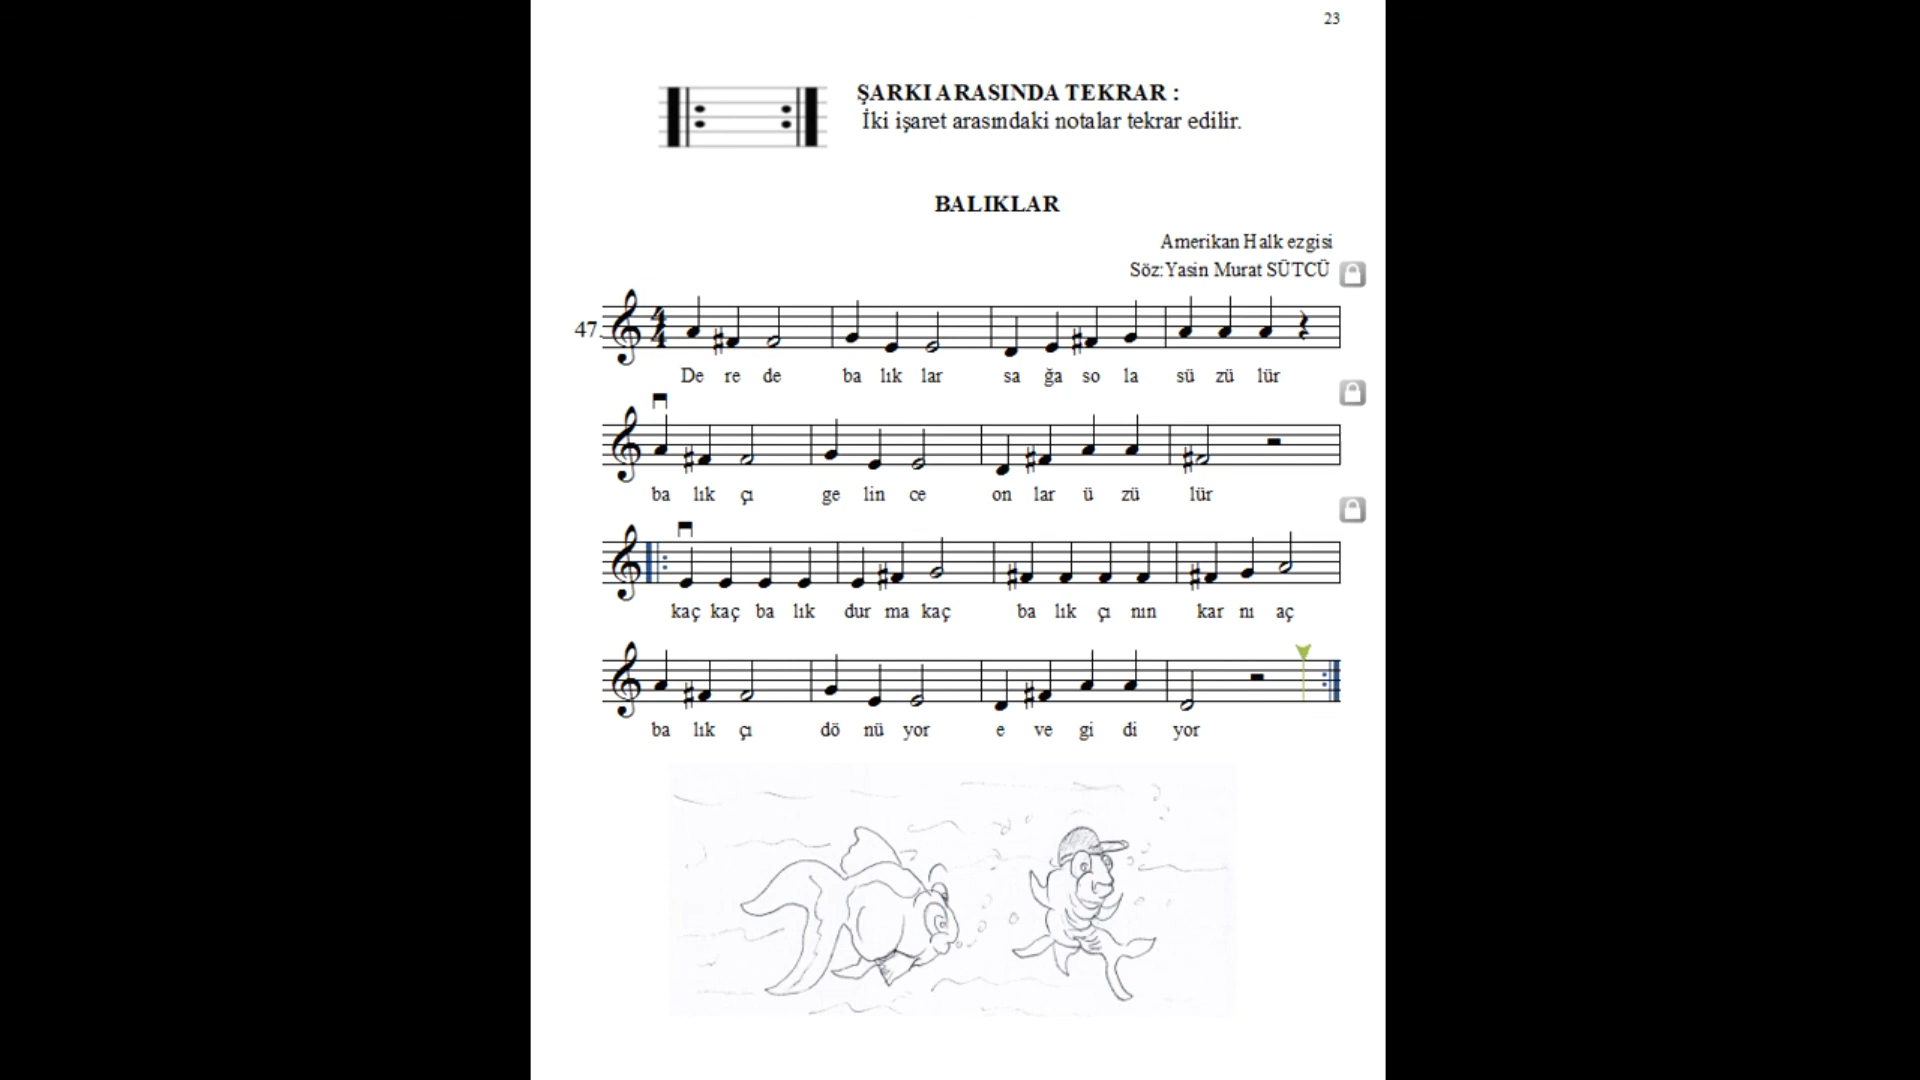 23
ŞARKI ARASINDA TEKRAR :
İki işaret arasındaki notalar tekrar edilir.
BALIKLAR
Amerikan Halk ezgisi
Söz:Yasin Murat SÜTCÜ
47.
De re de ba lık lar sa ğa so la sü zü lür
ba lık çı ge lin ce on lar ü zü lür
kaç kaç ba lık dur ma kaç ba lık çı nın kar nı aç
ba lık çı dö nü yor e ve gi di yor